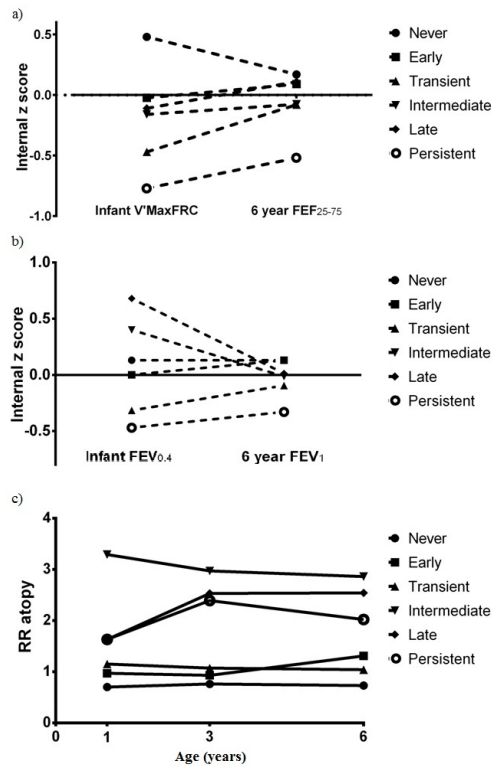 a)
Internal z score
0.5
0.0
-0.5
-1.0
Infant V'MaxFRC 6 year FEF25-75
Never
Early
Transient
Intermediate
Late
Persistent
b)
Internal z score
1.0
0.5
0.0
-0.5
Infant FEV0.4 6 year FEV1
Never
Early
Transient
Intermediate
Late
Persistent
c)
RR atopy
4
3
2
1
0
0 1 3 6
Age (years)
Never
Early
Transient
Intermediate
Late
Persistent